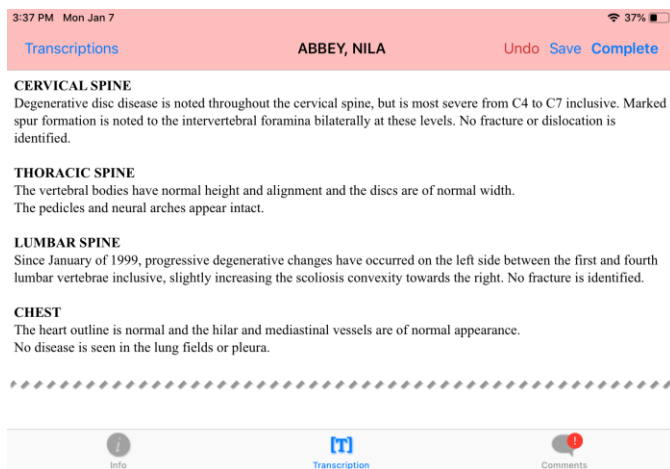 3:37 PM Mon Jan 7 37%
Transcriptions ABBEY, NILA Undo Save Complete
CERVICAL SPINE
Degenerative disc disease is noted throughout the cervical spine, but is most severe from C4 to C7 inclusive. Marked
spur formation is noted to the intervertebral foramina bilaterally at these levels. No fracture or dislocation is
identified.
THORACIC SPINE
The vertebral bodies have normal height and alignment and the discs are of normal width.
The pedicles and neural arches appear intact.
LUMBAR SPINE
Since January of 1999, progressive degenerative changes have occurred on the left side between the first and fourth
lumbar vertebrae inclusive, slightly increasing the scoliosis convexity towards the right. No fracture is identified.
CHEST
The heart outline is normal and the hilar and mediastinal vessels are of normal appearance.
No disease is seen in the lung fields or pleura.
i [T] !
Info Transcription Comments